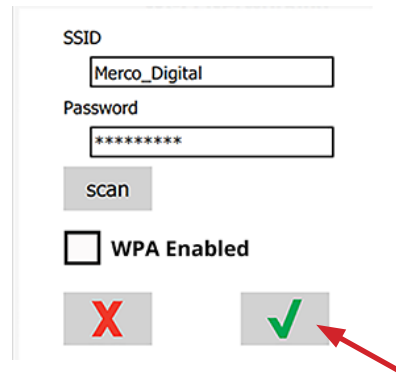 SSID
Merco_Digital
Password
*********
scan
WPA Enabled
X